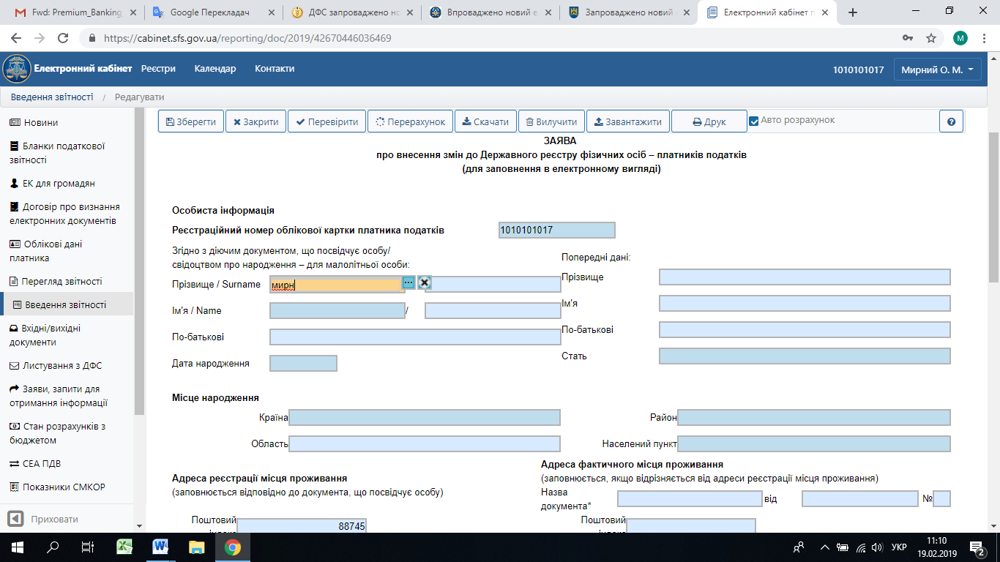 Fwd: Premium_Banking
Google Перекладач
ДФС запроваджено но
Впроваджено новий е
Запроваджено новий
Електронний кабінет п
https://cabinet.sfs.gov.ua/reporting/doc/2019/42670446036469
М
Електронний кабінет Реєстри Календар Контакти
1010101017 Мирний О. М.
Введення звітності / Редагувати
Новини
Бланки податкової
звітності
ЕК для громадян
Договір про визнання
електронних документів
Облікові дані
платника
Перегляд звітності
Введення звітності
Вхідні/вихідні
документи
Листування з ДФС
Заяви, запити для
отримання інформації
Стан розрахунків з
бюджетом
СЕА ПДВ
Показники СМКОР
Приховати
Зберегти Закрити Перевірити Перерахунок Скачати Вилучити Завантажити Друк Авто розрахунок ?
ЗАЯВА
про внесення змін до Державного реєстру фізичних осіб – платників податків
(для заповнення в електронному вигляді)
Особиста інформація
Реєстраційний номер облікової картки платника податків 1010101017
Згідно з діючим документом, що посвідчує особу/
свідоцтвом про народження – для малолітньої особи:
Прізвище / Surname мирн ...
Ім'я / Name /
По-батькові
Дата народження
Попередні дані:
Прізвище
Ім'я
По-батькові
Стать
Місце народження
Країна Район
Область Населений пункт
Адреса реєстрації місця проживання
(заповнюється відповідно до документа, що посвідчує особу)
Поштовий
88745
Адреса фактичного місця проживання
(заповнюється, якщо відрізняється від адреси реєстрації місця проживання)
Назва
документа* від №
Поштовий
УКР
11:10
19.02.2019
2